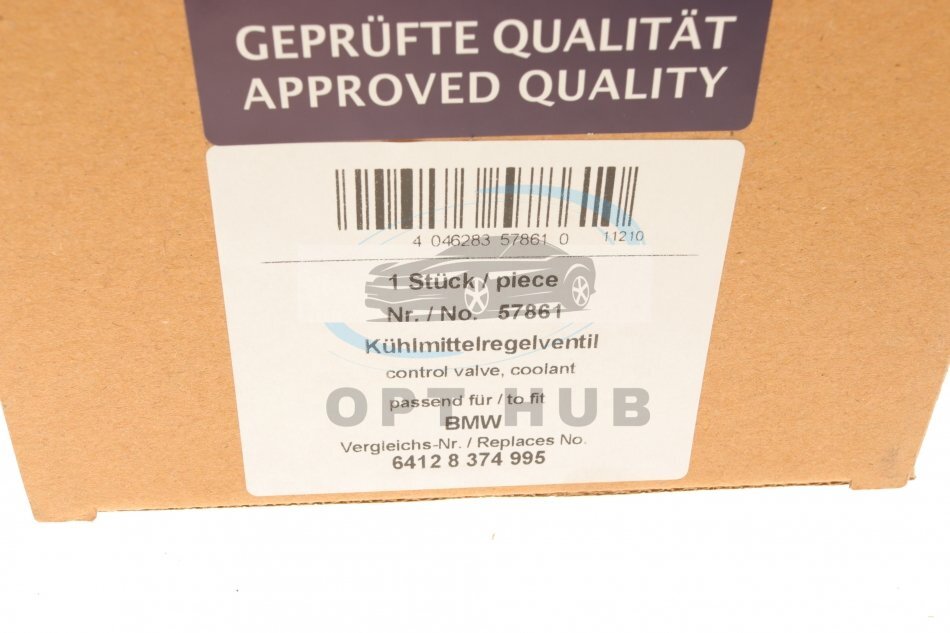 GEPRÜFTE QUALITÄT
APPROVED QUALITY
4 046283 57861 0 11210
1 Stück / piece
Nr. / No. 57861
Kühlmittelregelventil
control valve, coolant
passend für / to fit
OPT HUB
BMW
Vergleichs-Nr. / Replaces No.
6412 8 374 995